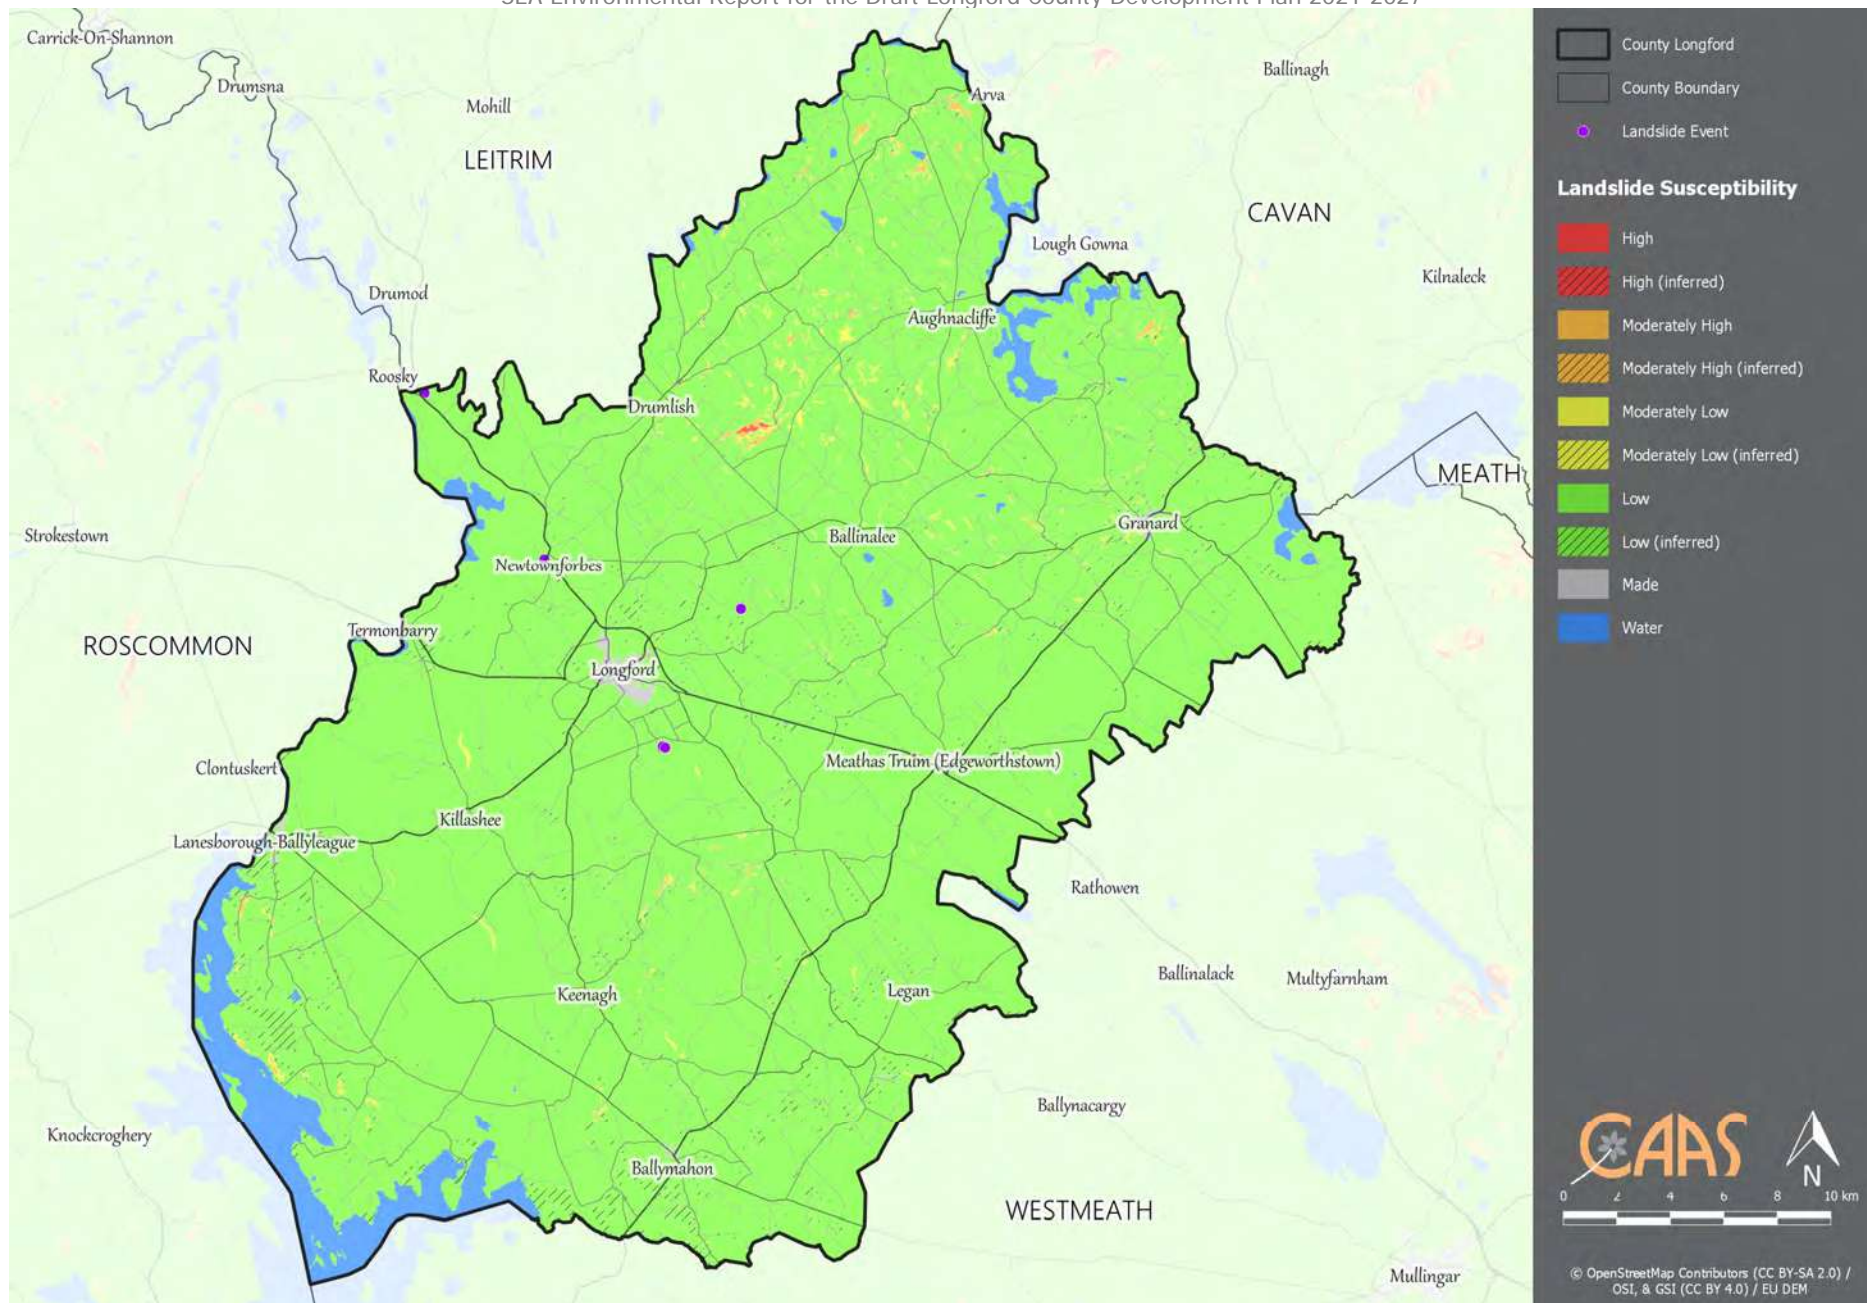 SEA Environmental Report for the Draft Longford County Development Plan 2021-2027
Carrick-On-Shannon
Drumsna
Mohill
LEITRIM
Arva
Ballinagh
CAVAN
Lough Gowna
Kilnaleck
Drumod
Aughnacliffe
Roosky
Drumlish
MEATH
Strokestown
Granard
Ballinalee
Newtownforbes
Termonbarry
ROSCOMMON
Longford
Clontuskert
Meathas Truim (Edgeworthstown)
Killashee
Lanesborough-Ballyleague
Rathowen
Ballinalack
Multyfarnham
Keenagh
Legan
Ballynacargy
Knockcroghery
Ballymahon
WESTMEATH
Mullingar
County Longford
County Boundary
Landslide Event
Landslide Susceptibility
High
High (inferred)
Moderately High
Moderately High (inferred)
Moderately Low
Moderately Low (inferred)
Low
Low (inferred)
Made
Water
CAAS
N
0 2 4 6 8 10 km
© OpenStreetMap Contributors (CC BY-SA 2.0) /
OSI, & GSI (CC BY 4.0) / EU DEM